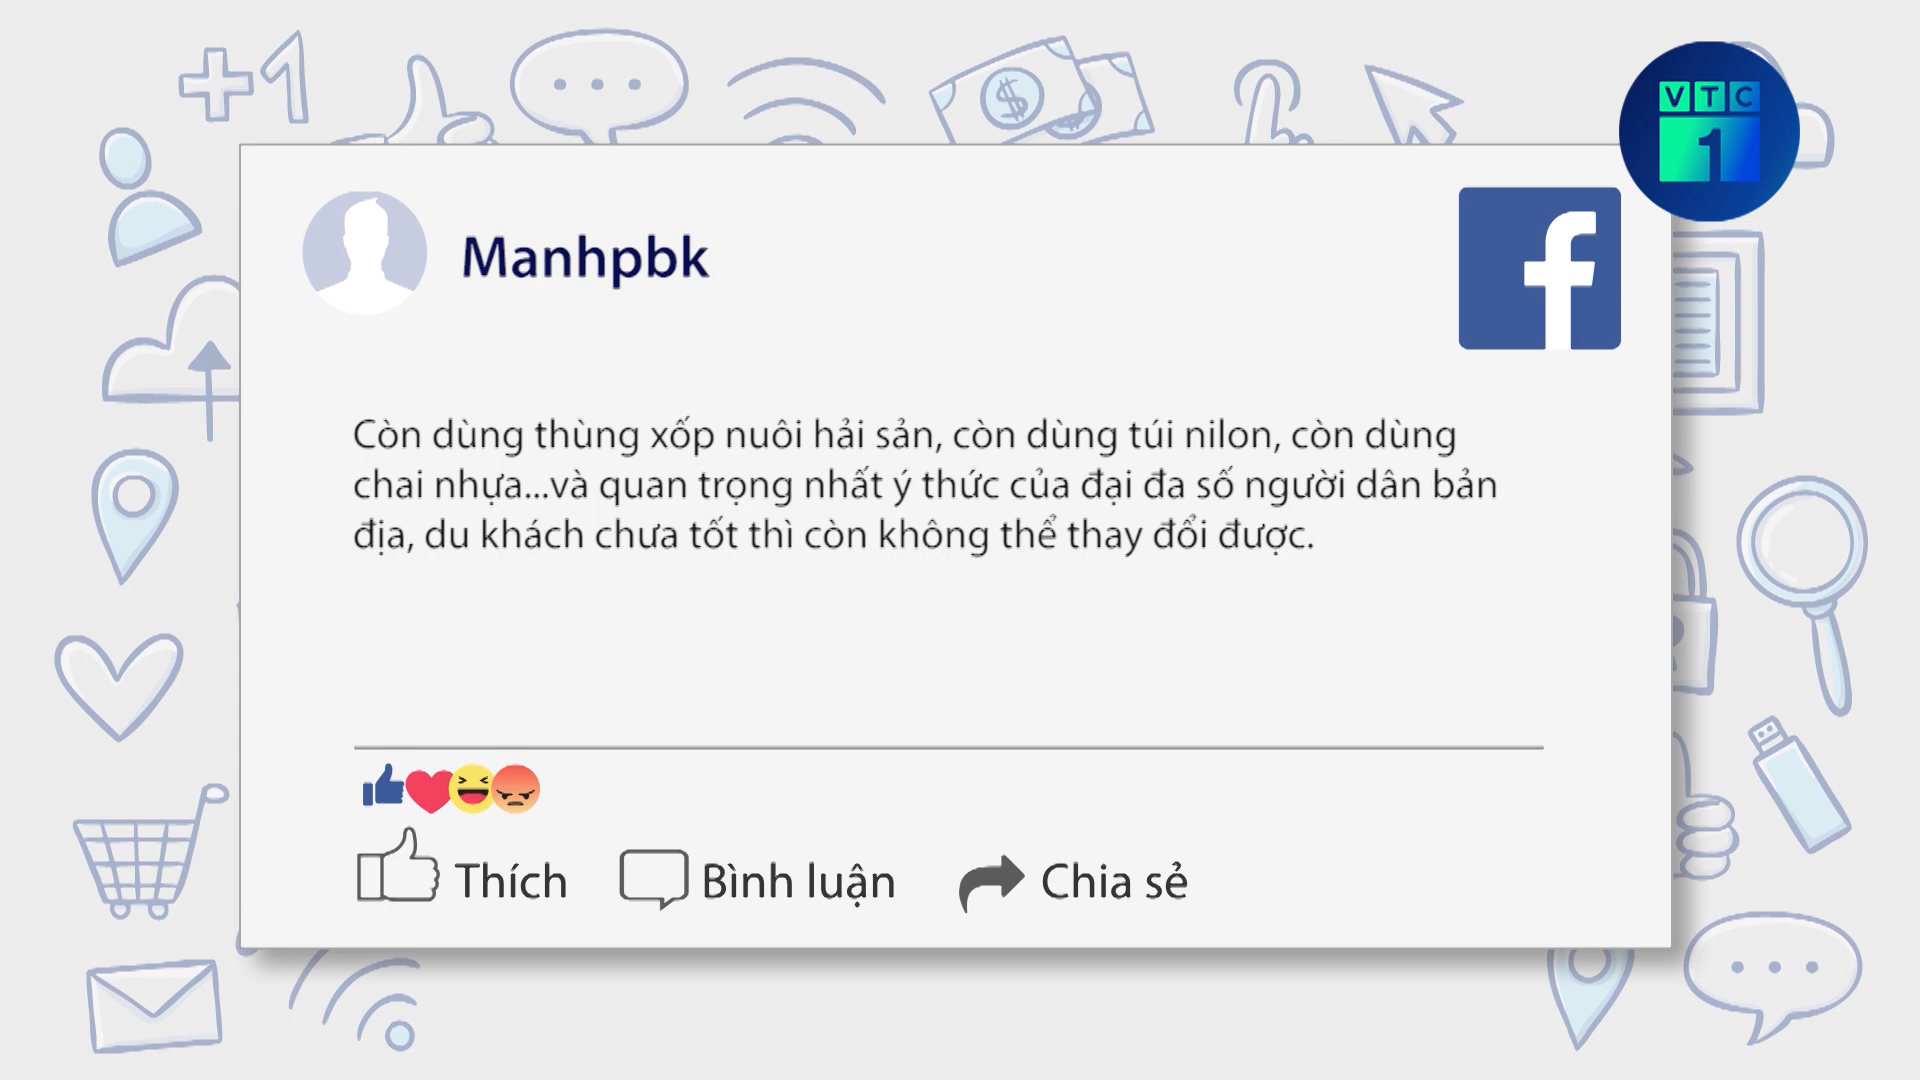 +1
VTC
1
Manhpbk
Còn dùng thùng xốp nuôi hải sản, còn dùng túi nilon, còn dùng
chai nhựa...và quan trọng nhất ý thức của đại đa số người dân bản
địa, du khách chưa tốt thì còn không thể thay đổi được.
Thích Bình luận Chia sẻ